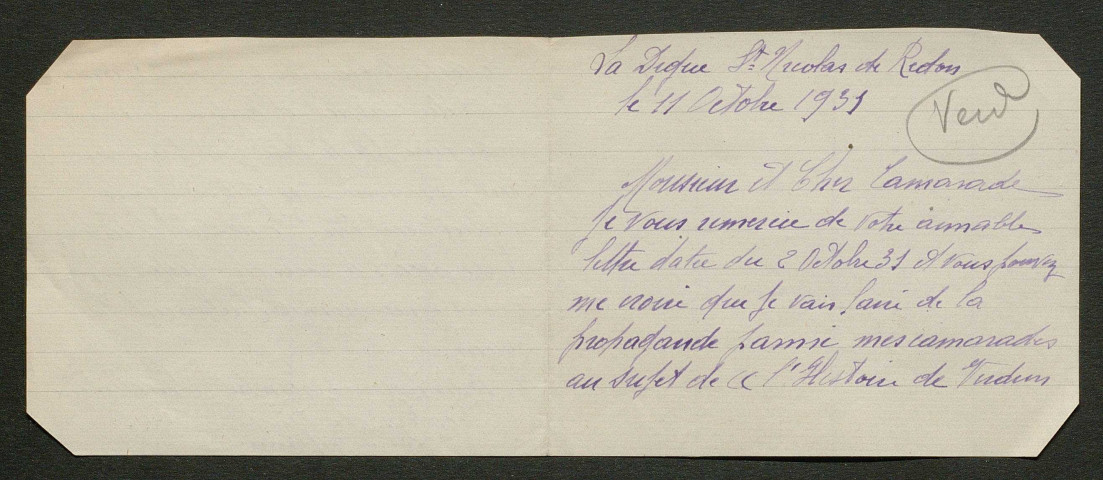 La Digue St Nicolas de Redon
le 11 Octobre 1931
Monsieur et Cher Camarade
Je vous remercie de votre aimables
lettre datée du 2 Octobre 31 et vous pouvez
me croire que je vais faire de la
propagande parmi mes camarades
au sujet de (( l'Histoire de Verdun